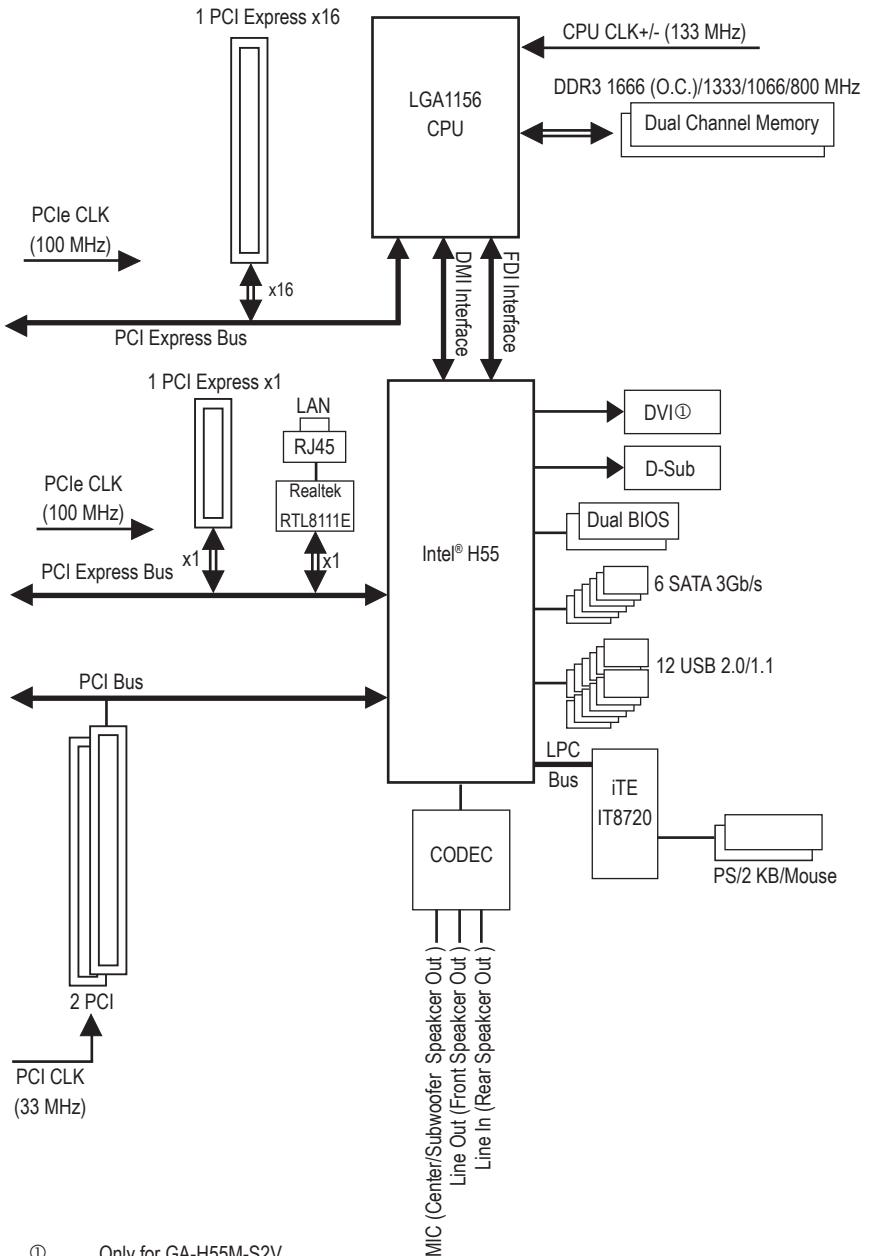 1 PCI Express x16
CPU CLK+/- (133 MHz)
LGA1156
CPU
DDR3 1666 (O.C.)/1333/1066/800 MHz
Dual Channel Memory
PCIe CLK
(100 MHz)
x16
DMI Interface
FDI Interface
PCI Express Bus
1 PCI Express x1
LAN
RJ45
DVI①
D-Sub
PCIe CLK
(100 MHz)
Realtek
RTL8111E
Dual BIOS
x1
x1
Intel® H55
PCI Express Bus
6 SATA 3Gb/s
12 USB 2.0/1.1
PCI Bus
LPC
Bus
iTE
IT8720
CODEC
PS/2 KB/Mouse
2 PCI
PCI CLK
(33 MHz)
MIC (Center/Subwoofer Speakcer Out )
Line Out (Front Speakcer Out )
Line In (Rear Speakcer Out )
① Only for GA-H55M-S2V.